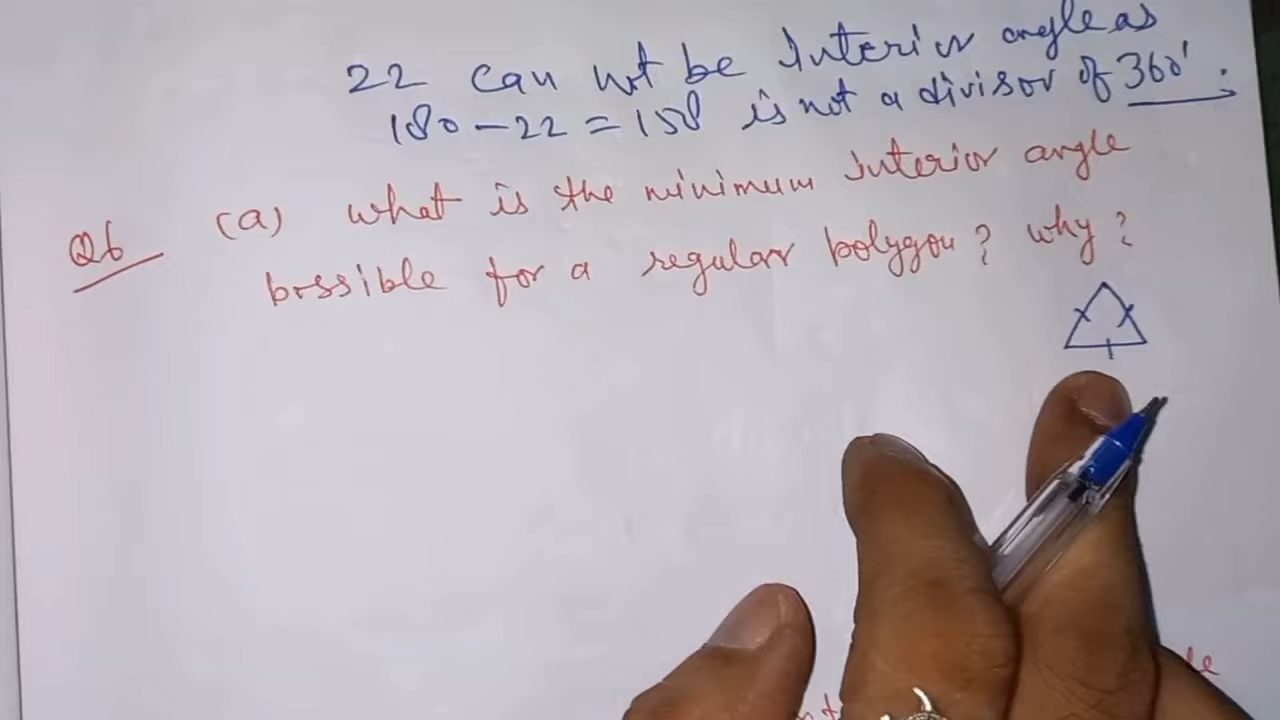 22 can not be Interior angle as
180 - 22 = 158 is not a divisor of 360°.
Q6 (a) what is the minimum interior angle
possible for a regular polygon? why?